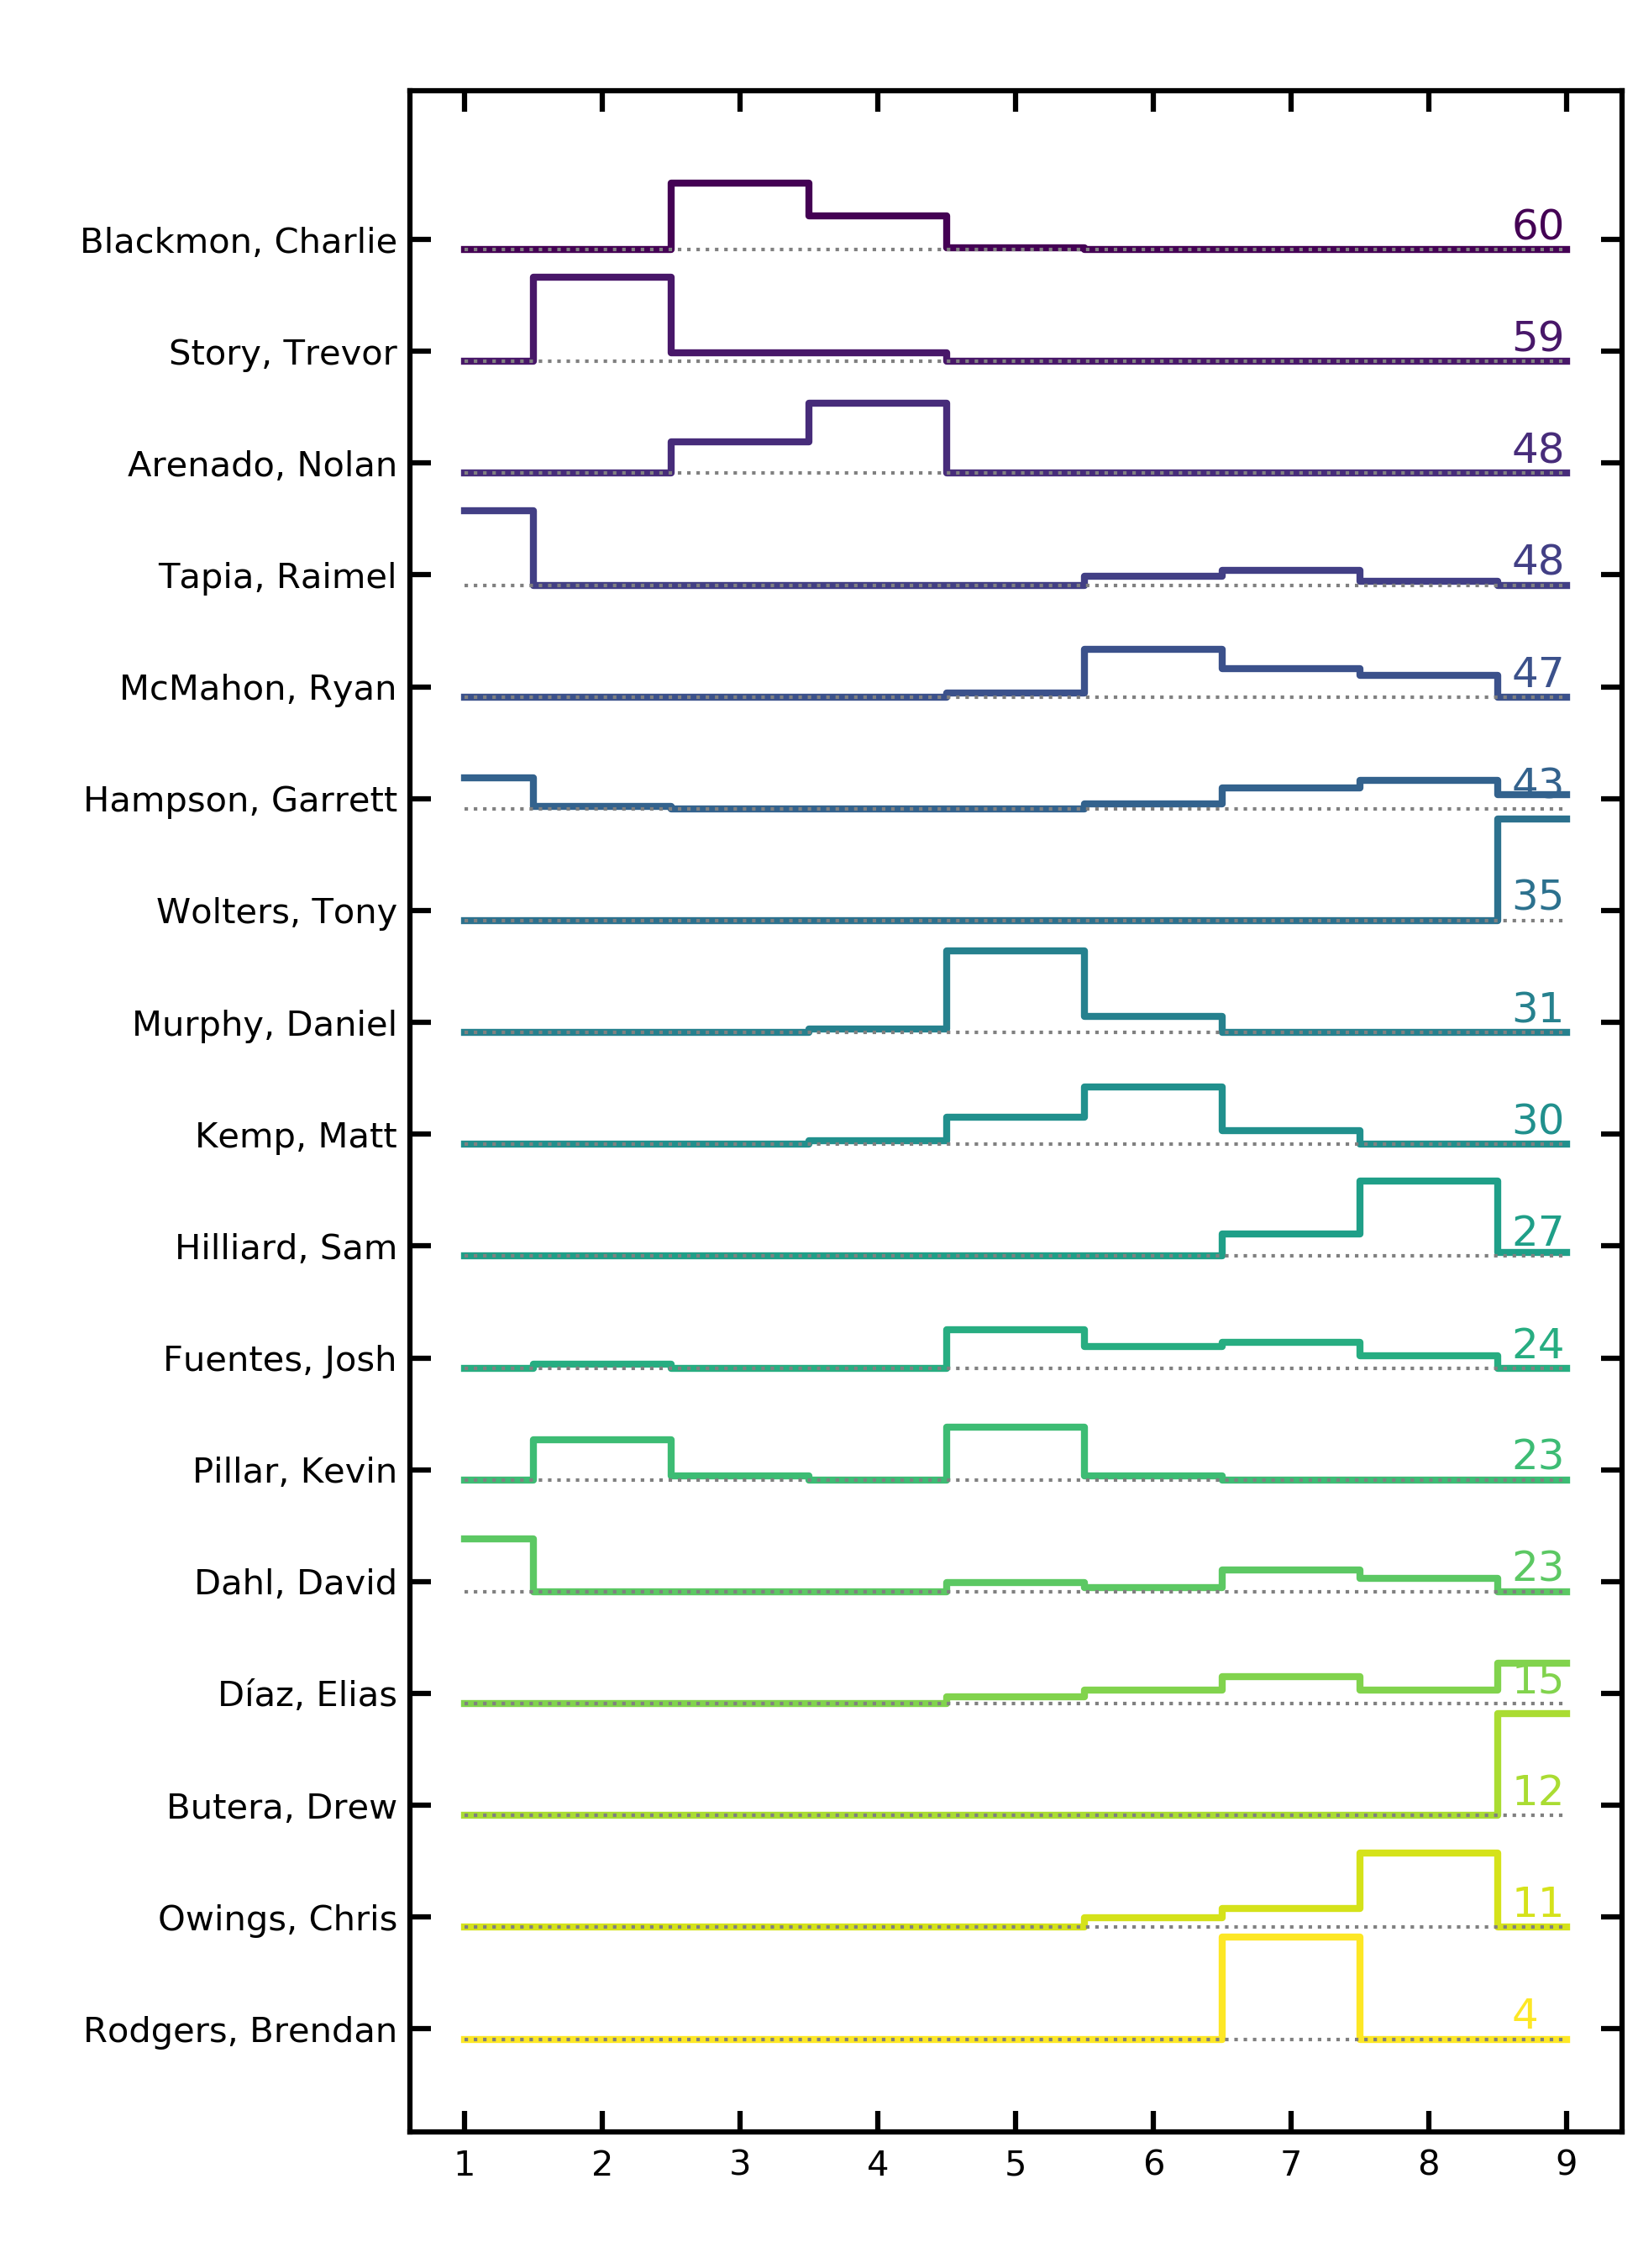 Blackmon, Charlie 60
Story, Trevor 59
Arenado, Nolan 48
Tapia, Raimel 48
McMahon, Ryan 47
Hampson, Garrett 43
Wolters, Tony 35
Murphy, Daniel 31
Kemp, Matt 30
Hilliard, Sam 27
Fuentes, Josh 24
Pillar, Kevin 23
Dahl, David 23
Díaz, Elias 15
Butera, Drew 12
Owings, Chris 11
Rodgers, Brendan 4
1 2 3 4 5 6 7 8 9